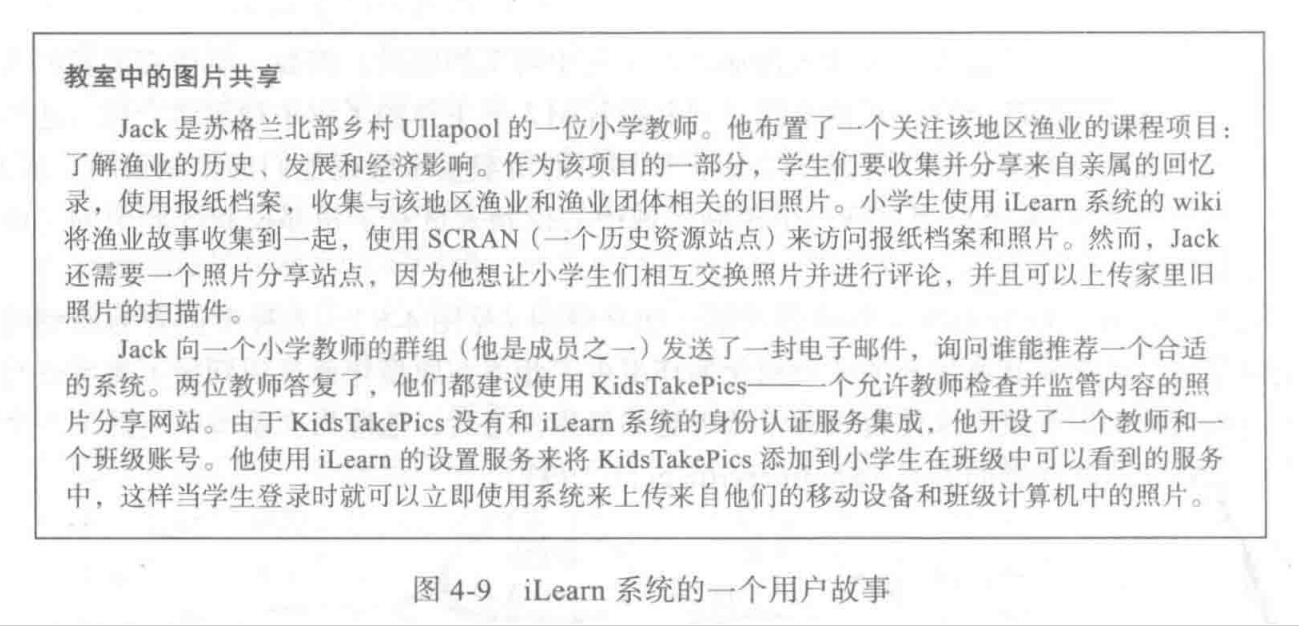 教室中的图片共享
Jack 是苏格兰北部乡村 Ullapool 的一位小学教师。他布置了一个关注该地区渔业的课程项目：
了解渔业的历史、发展和经济影响。作为该项目的一部分，学生们要收集并分享来自亲属的回忆
录，使用报纸档案，收集与该地区渔业和渔业团体相关的旧照片。小学生使用 iLearn 系统的 wiki
将渔业故事收集到一起，使用 SCRAN（一个历史资源站点）来访问报纸档案和照片。然而，Jack
还需要一个照片分享站点，因为他想让小学生们相互交换照片并进行评论，并且可以上传家里旧
照片的扫描件。
Jack 向一个小学教师的群组（他是成员之一）发送了一封电子邮件，询问谁能推荐一个合适
的系统。两位教师答复了，他们都建议使用 KidsTakePics——一个允许教师检查并监管内容的照
片分享网站。由于 KidsTakePics 没有和 iLearn 系统的身份认证服务集成，他开设了一个教师和一
个班级账号。他使用 iLearn 的设置服务来将 KidsTakePics 添加到小学生在班级中可以看到的服务
中，这样当学生登录时就可以立即使用系统来上传来自他们的移动设备和班级计算机中的照片。
图 4-9 iLearn 系统的一个用户故事